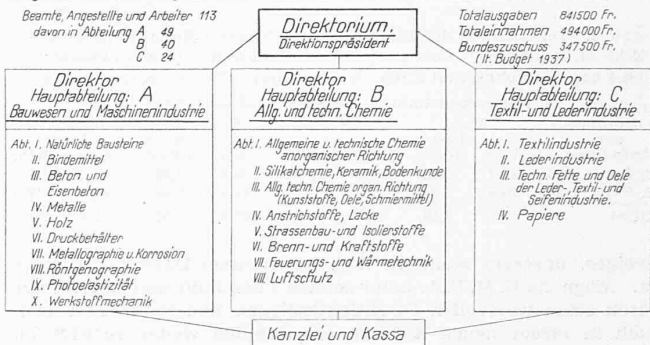 Beamte, Angestellte und Arbeiter 113
davon in Abteilung A 49
B 40
C 24
Direktorium.
Direktionspräsident
Totalausgaben 841500 Fr.
Totaleinnahmen 494000 Fr.
Bundeszuschuss 347500 Fr.
(lt. Budget 1937)
Direktor
Hauptabteilung: A
Bauwesen und Maschinenindustrie
Abt. I. Natürliche Bausteine
II. Bindemittel
III. Beton und
Eisenbeton
IV. Metalle
V. Holz
VI. Druckbehälter
VII. Metallographie u. Korrosion
VIII. Röntgenographie
IX. Photoelastizität
X. Werkstoffmechanik
Direktor
Hauptabteilung: B
Allg. und techn. Chemie
Abt. I. Allgemeine u. technische Chemie
anorganischer Richtung
II. Silikatchemie, Keramik, Bodenkunde
III. Allg. techn. Chemie organ. Richtung
(Kunststoffe, Oele, Schmiermittel)
IV. Anstrichstoffe, Lacke
V. Strassenbau- und Isolierstoffe
VI. Brenn- und Kraftstoffe
VII. Feuerungs- und Wärmetechnik
VIII. Luftschutz
Direktor
Hauptabteilung: C
Textil- und Lederindustrie
Abt. I. Textilindustrie
II. Lederindustrie
III. Techn. Fette und Oele
der Leder-, Textil- und
Seifenindustrie.
IV. Papiere
Kanzlei und Kassa